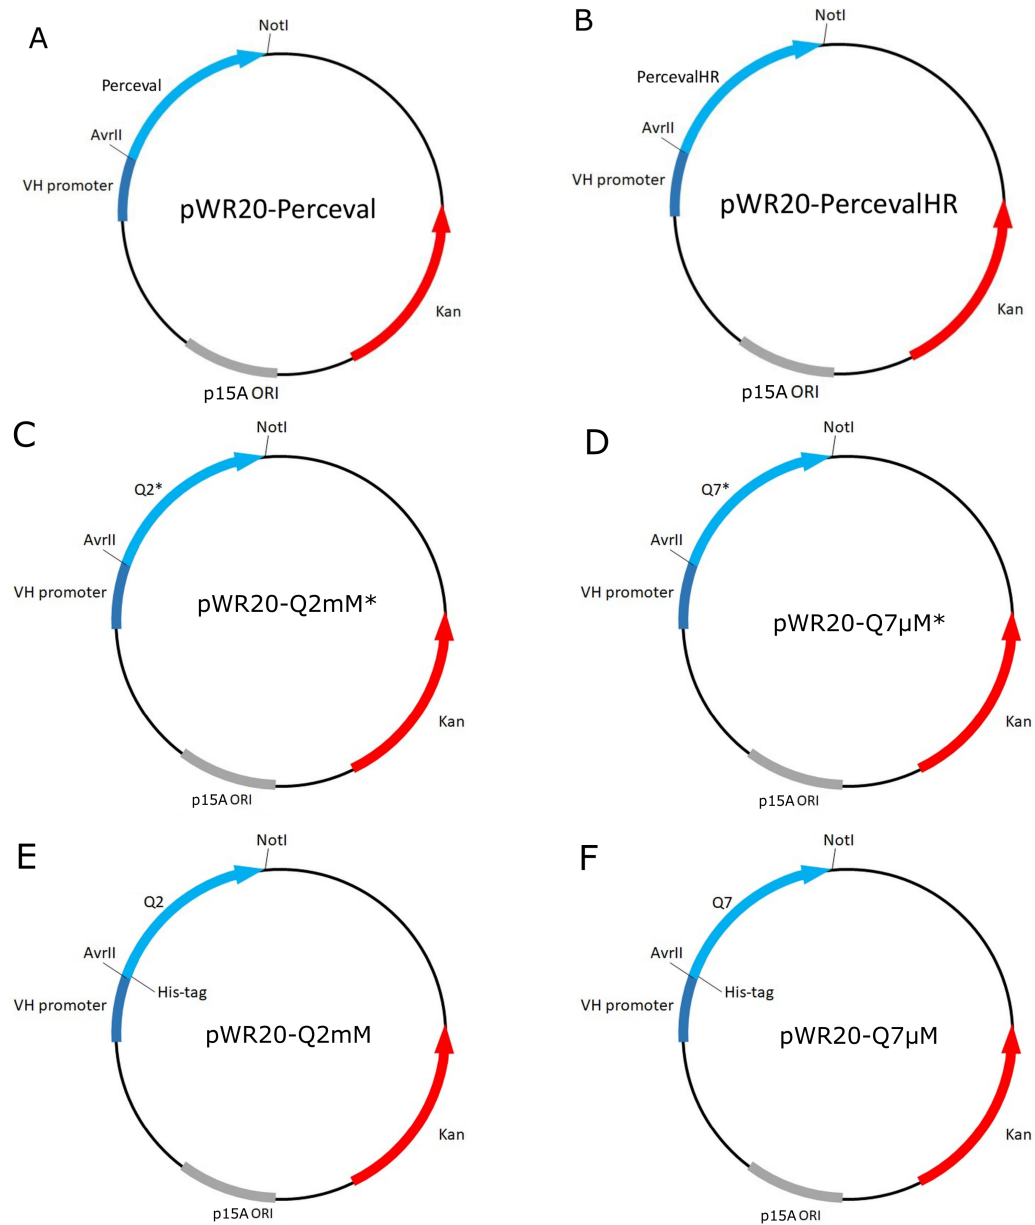 A
NotI
Perceval
AvrII
VH promoter
pWR20-Perceval
Kan
p15A ORI
B
NotI
PercevalHR
AvrII
VH promoter
pWR20-PercevalHR
Kan
p15A ORI
C
NotI
Q2*
AvrII
VH promoter
pWR20-Q2mM*
Kan
p15A ORI
D
NotI
Q7*
AvrII
VH promoter
pWR20-Q7µM*
Kan
p15A ORI
E
NotI
Q2
AvrII
His-tag
VH promoter
pWR20-Q2mM
Kan
p15A ORI
F
NotI
Q7
AvrII
His-tag
VH promoter
pWR20-Q7µM
Kan
p15A ORI